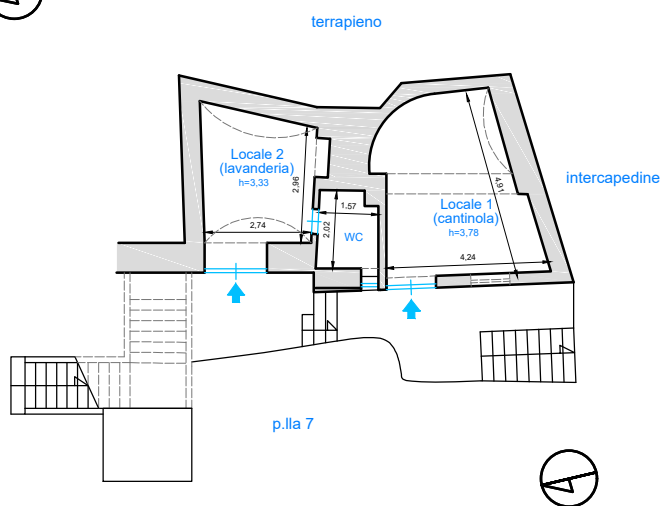 terrapieno
Locale 2
(lavanderia)
h=3,33
2,96
2,74
1.57
2,02
WC
4,91
Locale 1
(cantinola)
h=3,78
4,24
intercapedine
p.lla 7